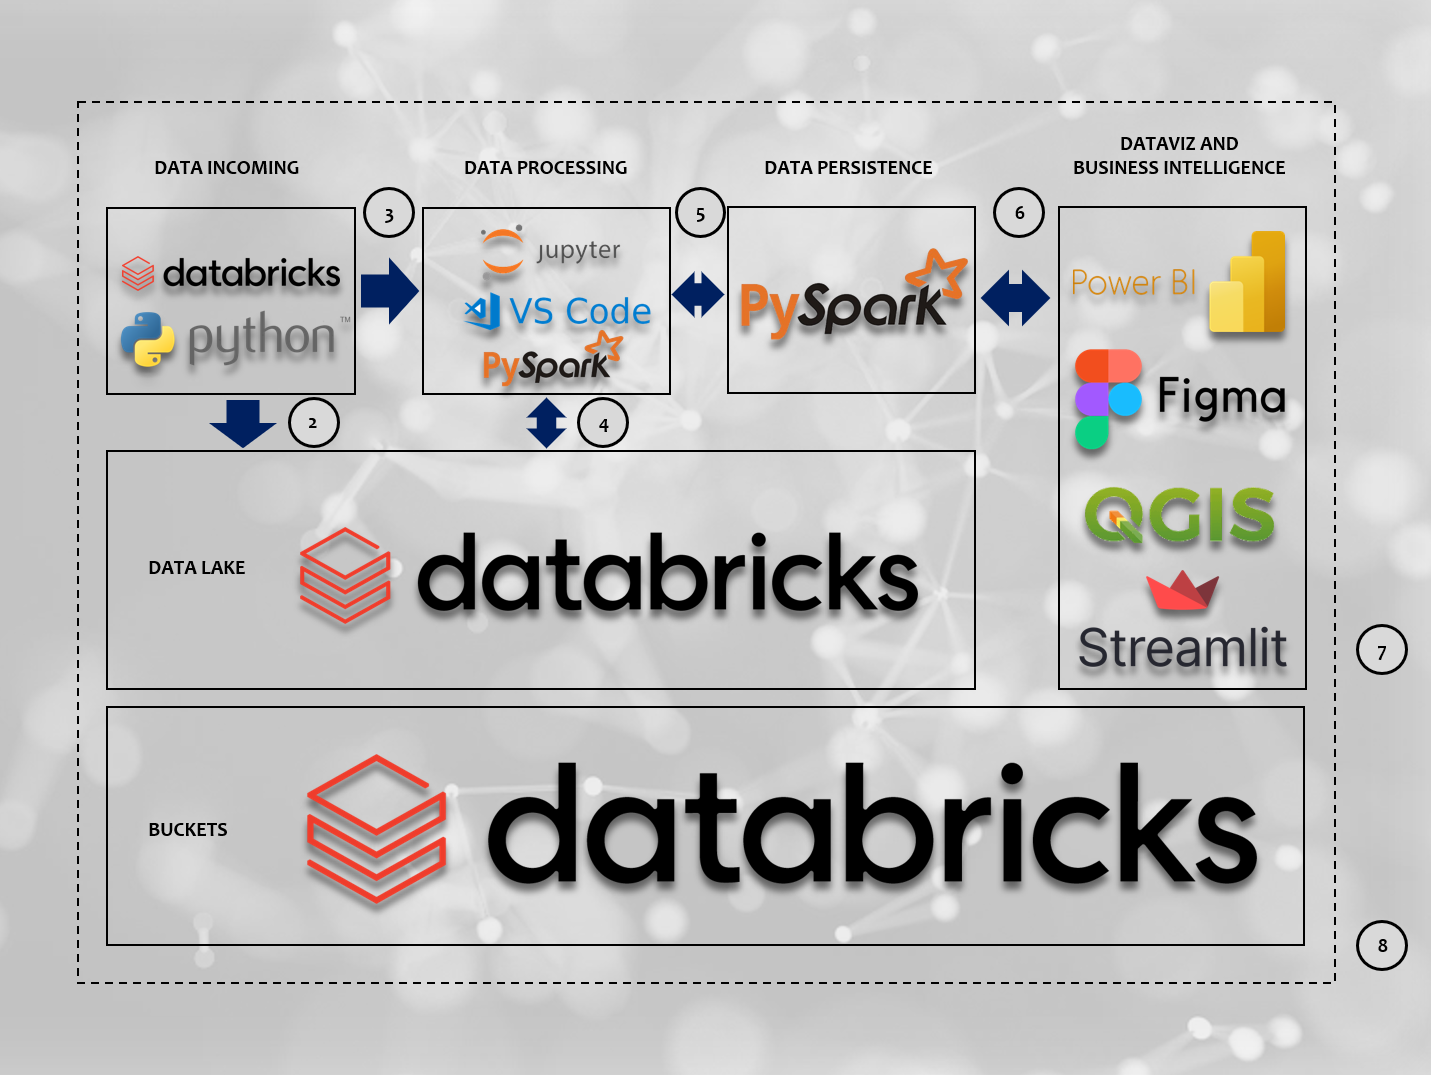 DATA INCOMING
DATA PROCESSING
DATA PERSISTENCE
DATAVIZ AND
BUSINESS INTELLIGENCE
3
5
6
databricks
python™
jupyter
VS Code
PySpark
PySpark
Power BI
Figma
QGIS
Streamlit
2
4
DATA LAKE
databricks
7
BUCKETS
databricks
8